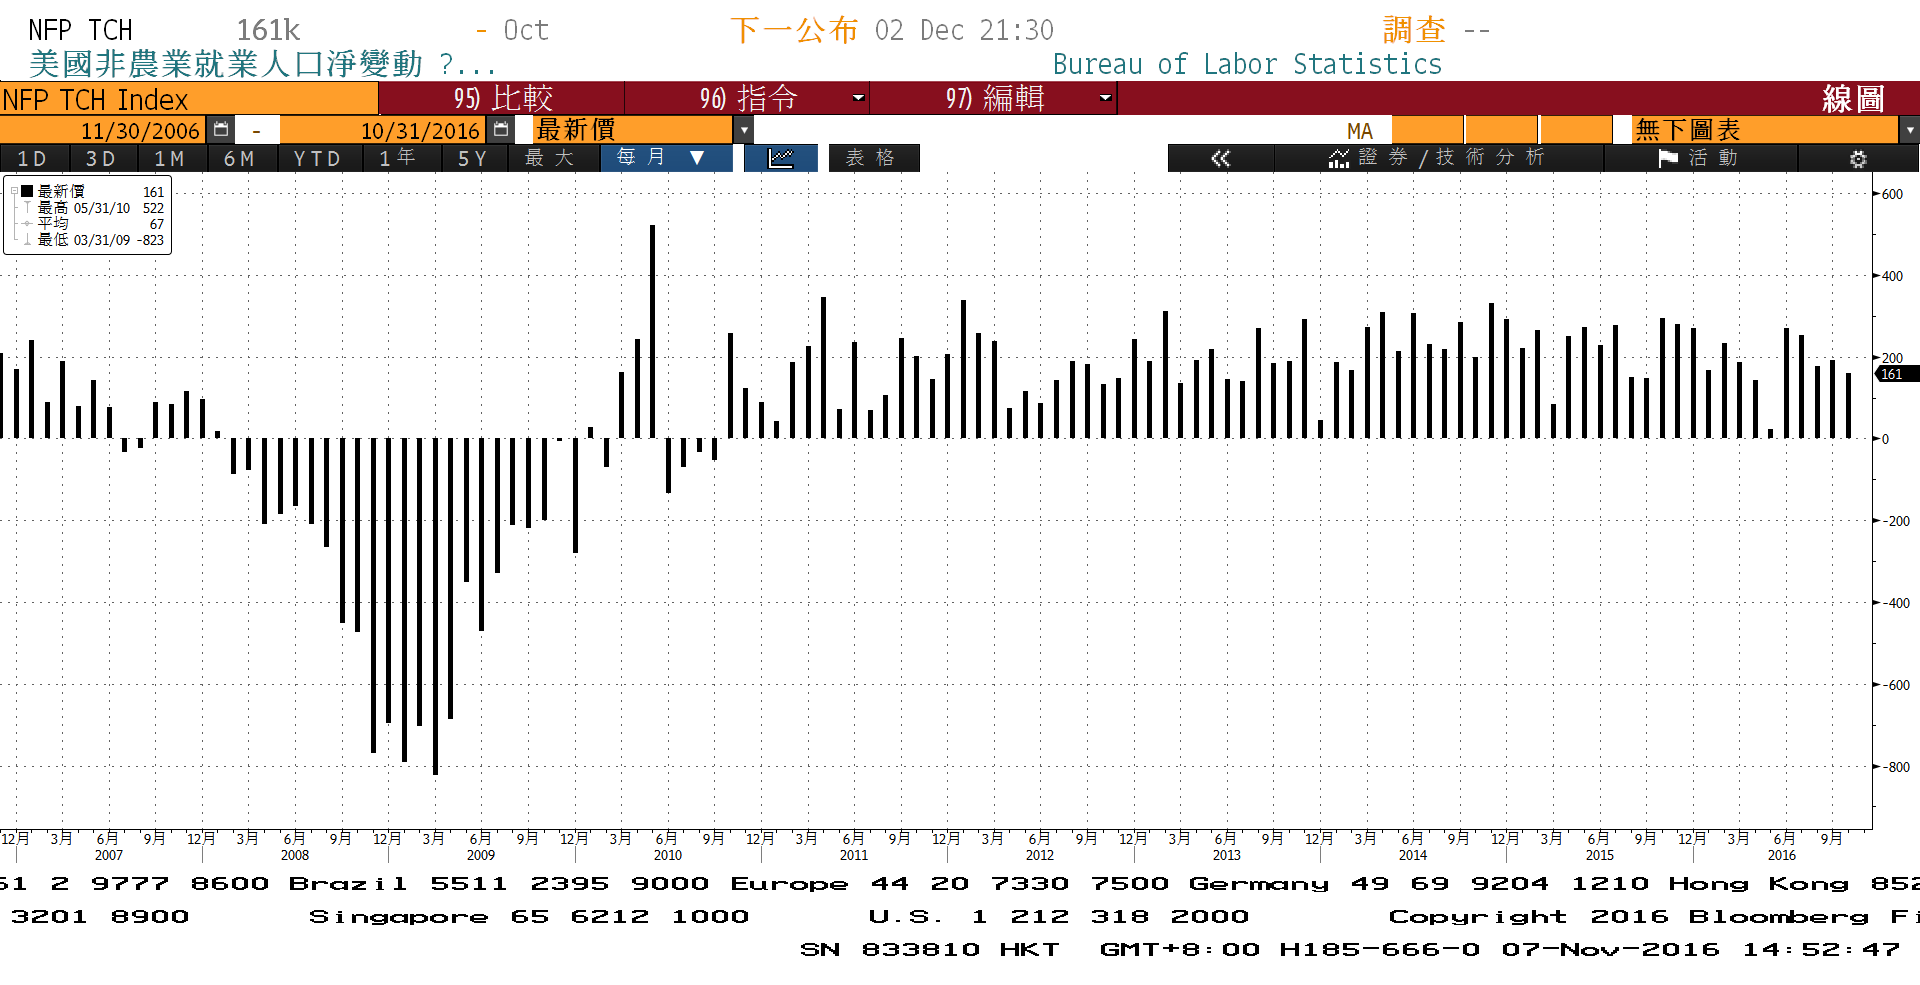 NFP TCH 161k - Oct 下一公布 02 Dec 21:30 調查 --
美國非農業就業人口淨變動 ?... Bureau of Labor Statistics
NFP TCH Index 95) 比較 96) 指令 97) 編輯 線圖
11/30/2006 - 10/31/2016 最新價 MA 無下圖表
1D 3D 1M 6M YTD 1年 5Y 最大 每月 ▼ 表格 « 證券/技術分析 活動
最新價 161
最高 05/31/10 522
平均 67
最低 03/31/09 -823
600
400
200
161
0
-200
-400
-600
-800
12月 3月 6月 9月 12月 3月 6月 9月 12月 3月 6月 9月 12月 3月 6月 9月 12月 3月 6月 9月 12月 3月 6月 9月 12月 3月 6月 9月 12月 3月 6月 9月 12月 3月 6月 9月 12月 3月 6月 9月
2007 2008 2009 2010 2011 2012 2013 2014 2015 2016
61 2 9777 8600 Brazil 5511 2395 9000 Europe 44 20 7330 7500 Germany 49 69 9204 1210 Hong Kong 852
3201 8900 Singapore 65 6212 1000 U.S. 1 212 318 2000 Copyright 2016 Bloomberg Fi
SN 833810 HKT GMT+8:00 H185-666-0 07-Nov-2016 14:52:47